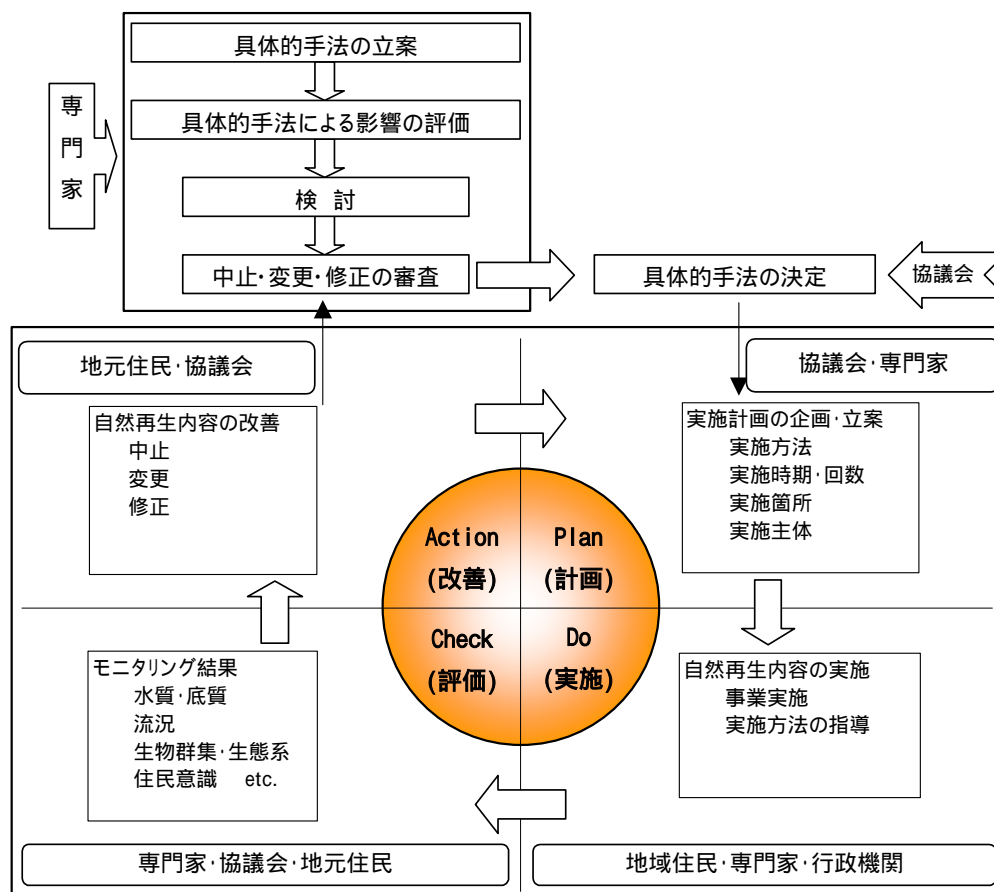 具体的手法の立案
専門家
具体的手法による影響の評価
検 討
中止・変更・修正の審査
具体的手法の決定
協議会
地元住民・協議会
協議会・専門家
自然再生内容の改善
中止
変更
修正
実施計画の企画・立案
実施方法
実施時期・回数
実施箇所
実施主体
Action
(改善)
Plan
(計画)
Check
(評価)
Do
(実施)
モニタリング結果
水質・底質
流況
生物群集・生態系
住民意識 etc.
自然再生内容の実施
事業実施
実施方法の指導
専門家・協議会・地元住民
地域住民・専門家・行政機関